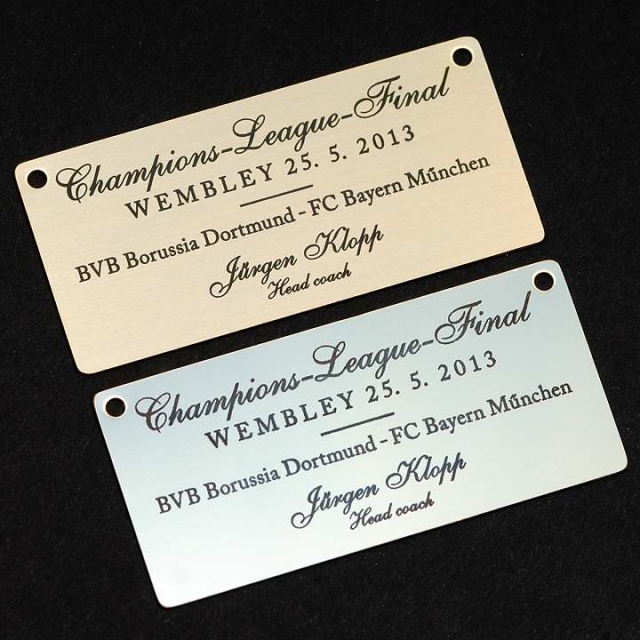 Champions-League-Final
WEMBLEY 25. 5. 2013
BVB Borussia Dortmund - FC Bayern München
Jürgen Klopp
Head coach
Champions-League-Final
WEMBLEY 25. 5. 2013
BVB Borussia Dortmund - FC Bayern München
Jürgen Klopp
Head coach